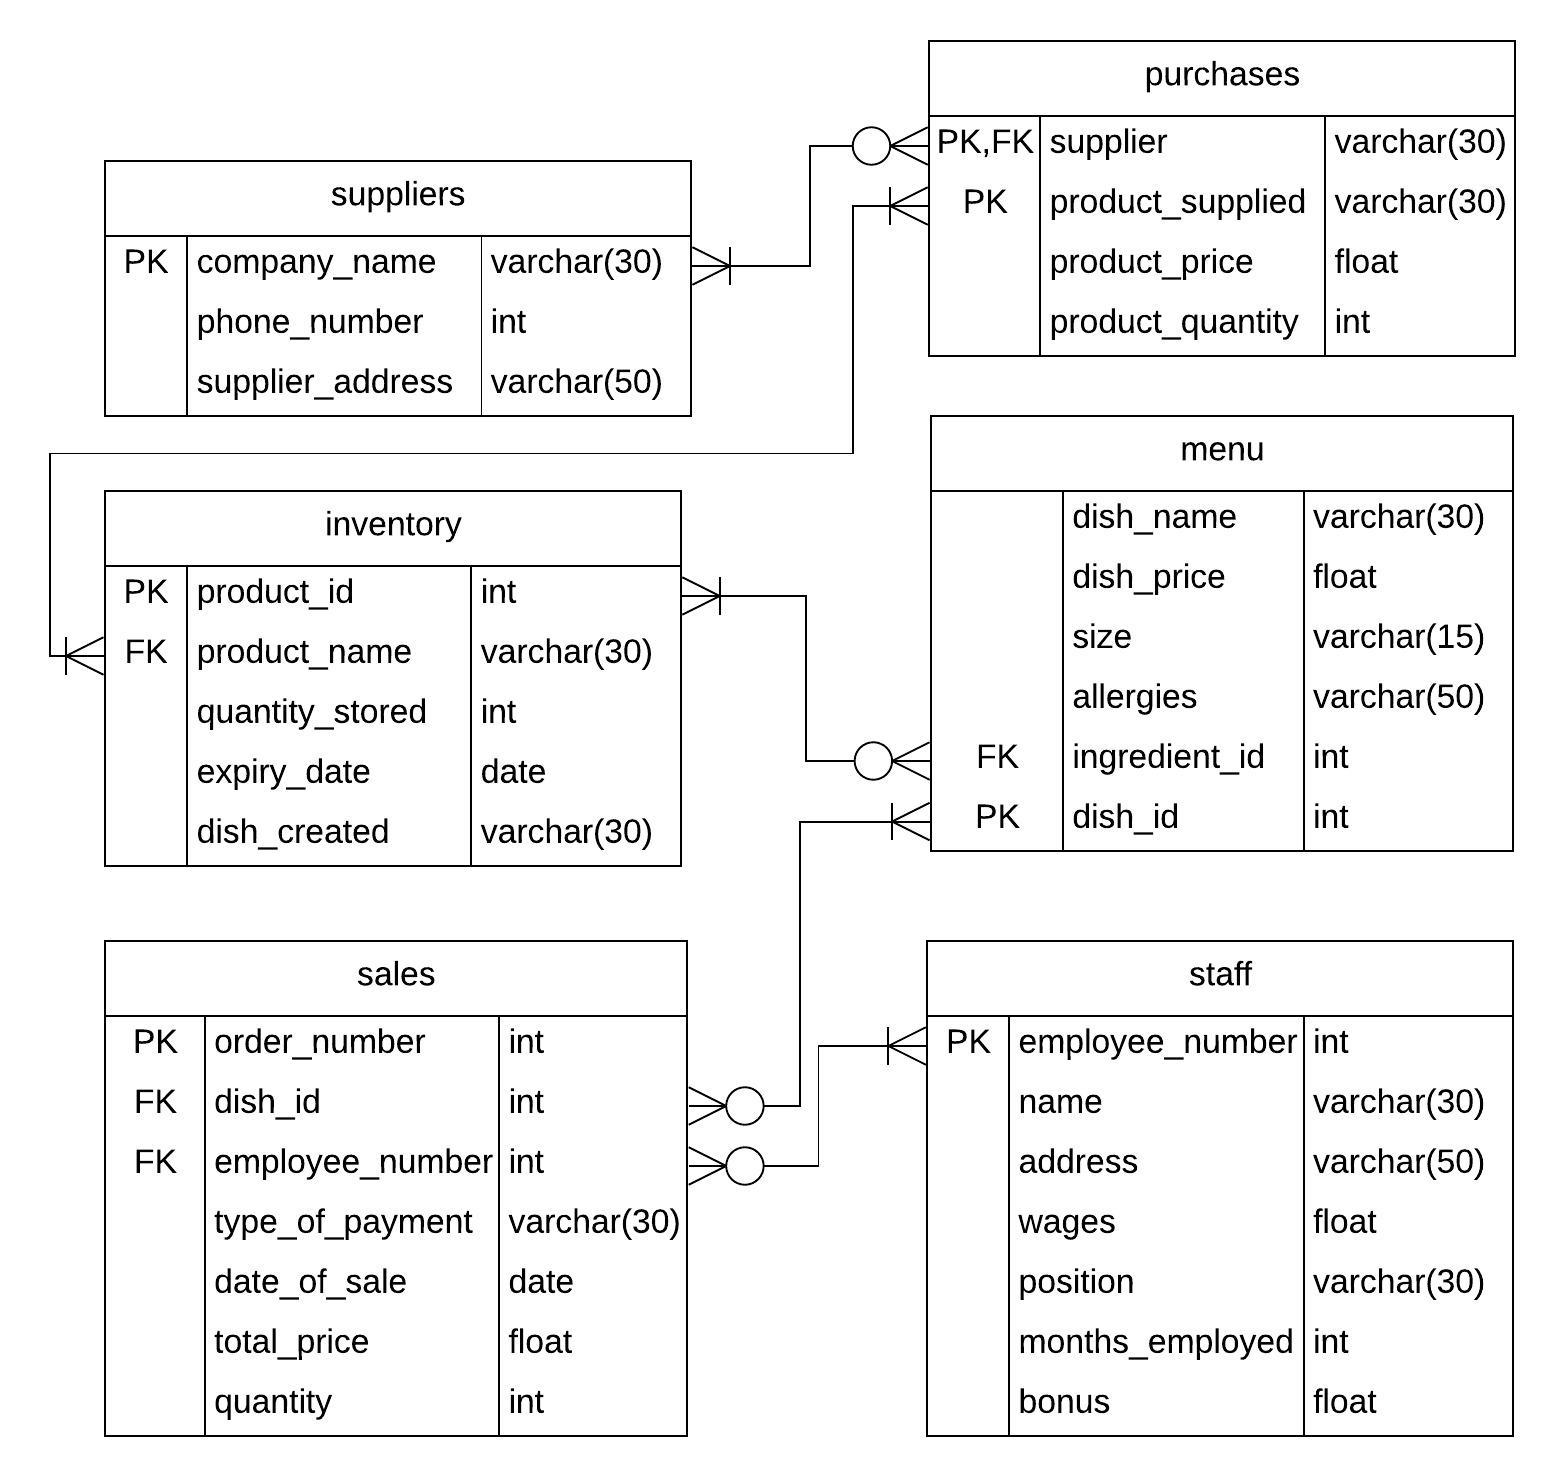 purchases
PK,FK supplier varchar(30)
PK product_supplied varchar(30)
product_price float
product_quantity int
suppliers
PK company_name varchar(30)
phone_number int
supplier_address varchar(50)
menu
dish_name varchar(30)
dish_price float
size varchar(15)
allergies varchar(50)
FK ingredient_id int
PK dish_id int
inventory
PK product_id int
FK product_name varchar(30)
quantity_stored int
expiry_date date
dish_created varchar(30)
sales
PK order_number int
FK dish_id int
FK employee_number int
type_of_payment varchar(30)
date_of_sale date
total_price float
quantity int
staff
PK employee_number int
name varchar(30)
address varchar(50)
wages float
position varchar(30)
months_employed int
bonus float